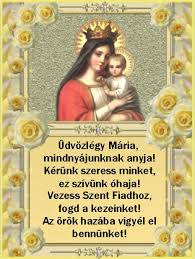 Üdvözlégy Mária,
mindnyájunknak anyja!
Kérünk szeress minket,
ez szívünk óhaja!
Vezess Szent Fiadhoz,
fogd a kezeinket!
Az örök hazába vigyél el
bennünket!